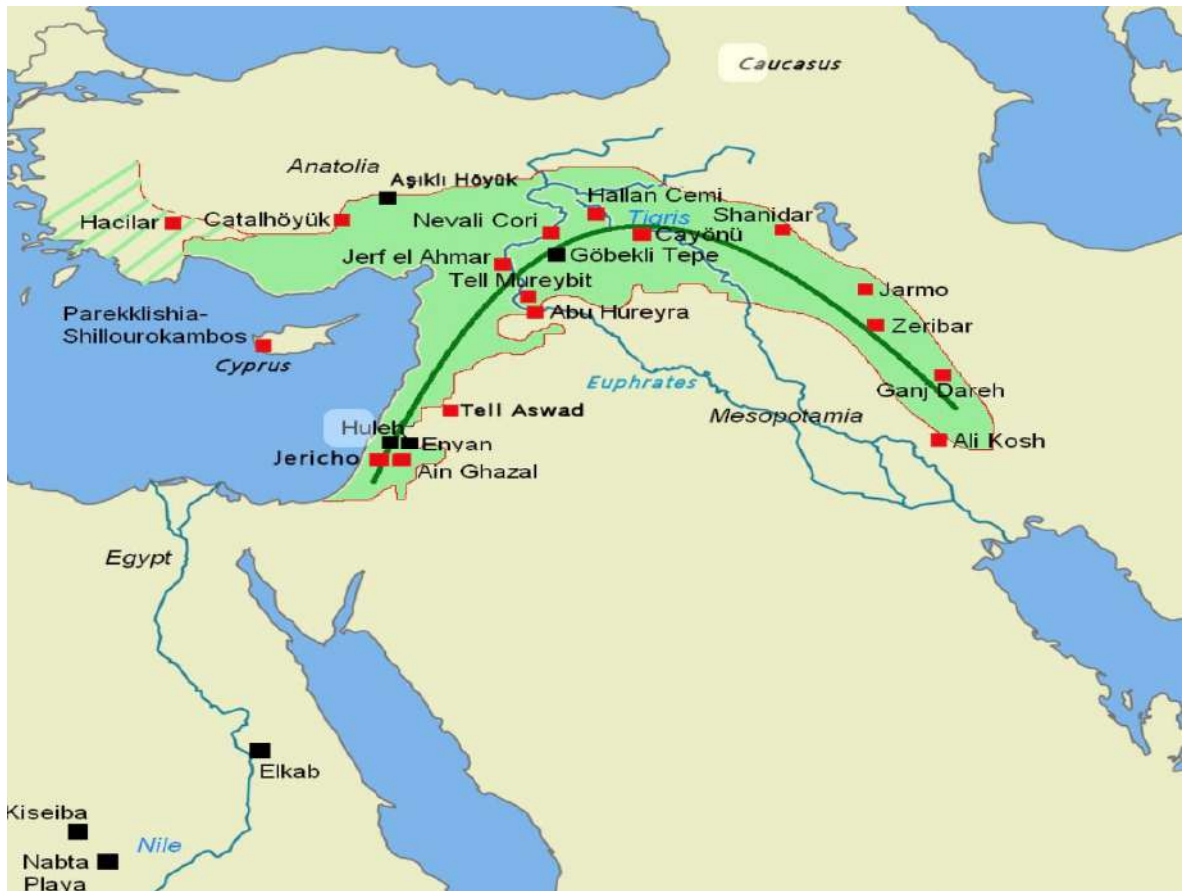 Caucasus
Anatolia
Aşıklı Höyük
Hallan Cemi
Hacilar
Catalhöyük
Nevali Cori
Tigris
Shanidar
Cayönü
Jerf el Ahmar
Göbekli Tepe
Tell Mureybit
Jarmo
Parekklishia-
Shillourokambos
Abu Hureyra
Zeribar
Cyprus
Euphrates
Ganj Dareh
Tell Aswad
Mesopotamia
Huleh
Enyan
Ali Kosh
Jericho
Ain Ghazal
Egypt
Elkab
Kiseiba
Nile
Nabta
Playa